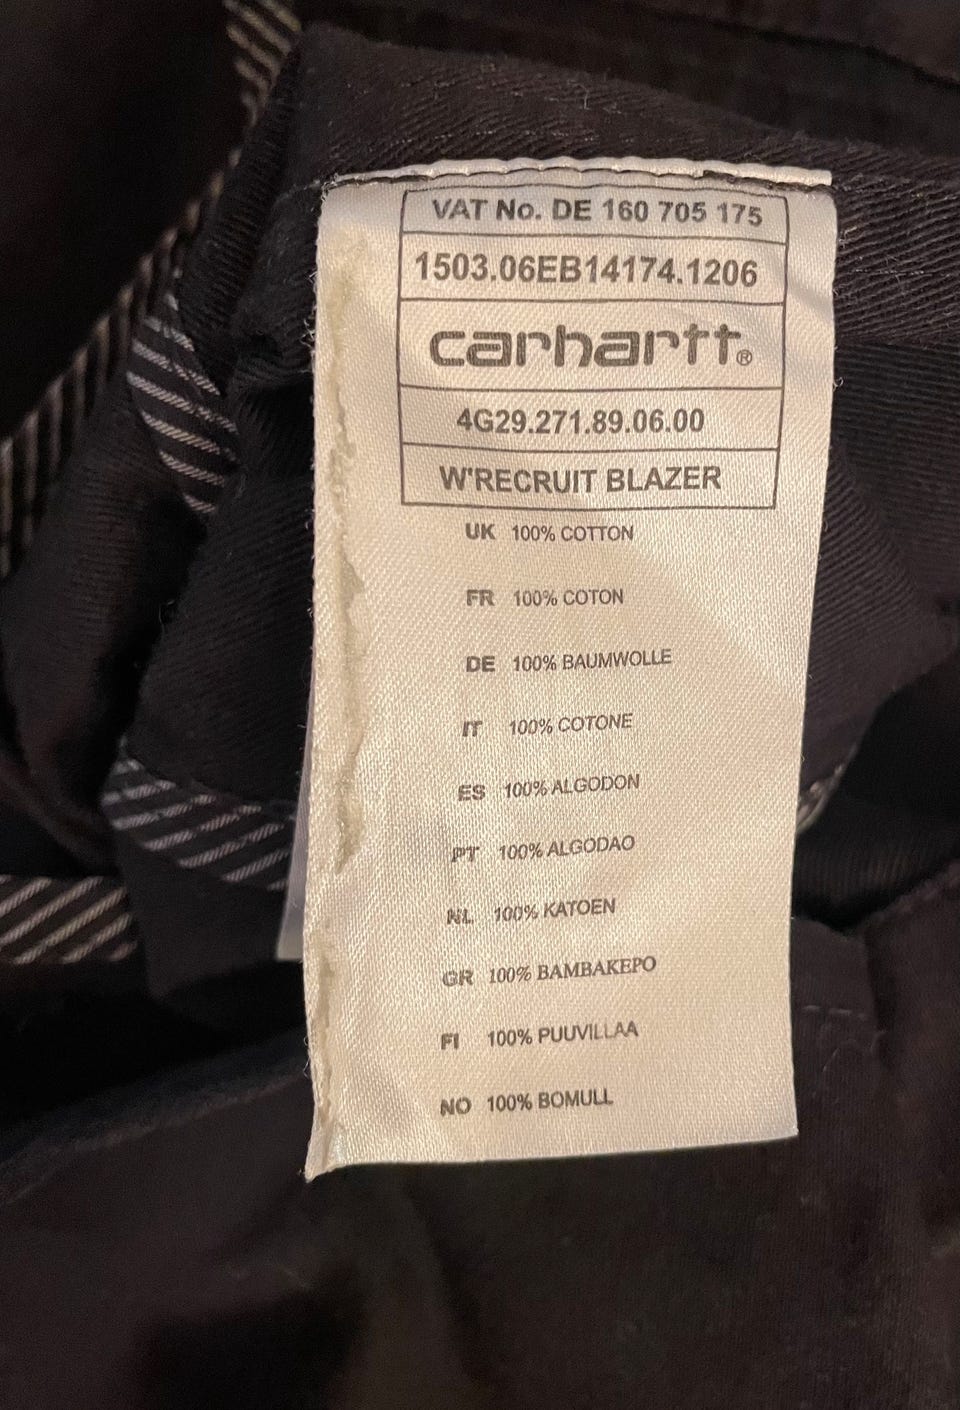 VAT No. DE 160 705 175
1503.06EB14174.1206
carhartt®
4G29.271.89.06.00
W'RECRUIT BLAZER
UK 100% COTTON
FR 100% COTON
DE 100% BAUMWOLLE
IT 100% COTONE
ES 100% ALGODON
PT 100% ALGODAO
NL 100% KATOEN
GR 100% BAMBAKEPO
FI 100% PUUVILLAA
NO 100% BOMULL